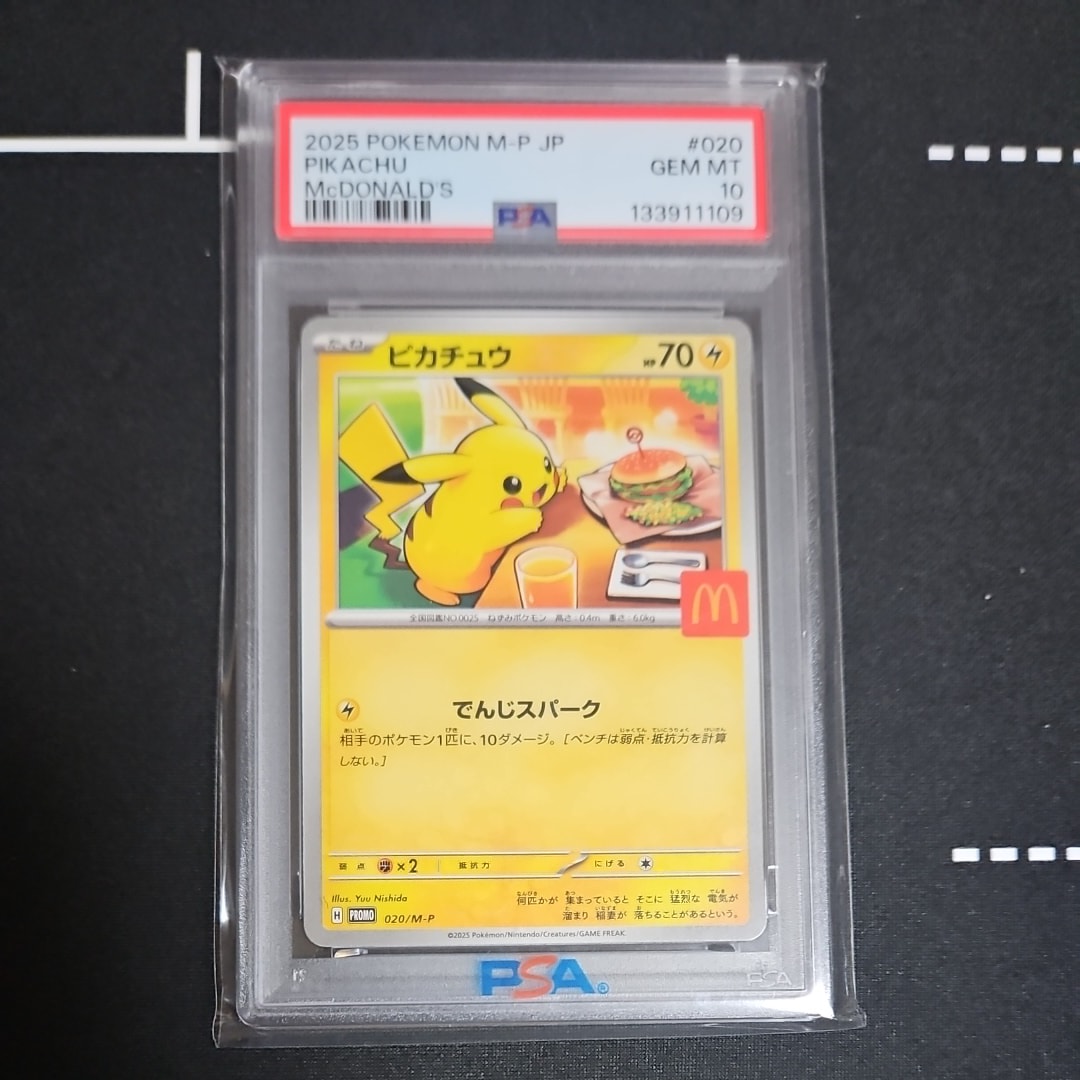 2025 POKEMON M-P JP #020
PIKACHU GEM MT
McDONALD'S 10
PSA 133911109
たね ピカチュウ HP70
全国図鑑NO.0025 ねずみポケモン 高さ:0.4m 重さ:6.0kg
M
でんじスパーク
相手のポケモン1匹に、10ダメージ。[ベンチは弱点・抵抗力を計算
しない。]
弱点 ×2 抵抗力 にげる
Illus. Yuu Nishida
何匹かが 集まっていると そこに 猛烈な 電気が
溜まり 稲妻が 落ちることがあるという。
H PROMO 020/M-P
©2025 Pokémon/Nintendo/Creatures/GAME FREAK.
PSA®
PSA